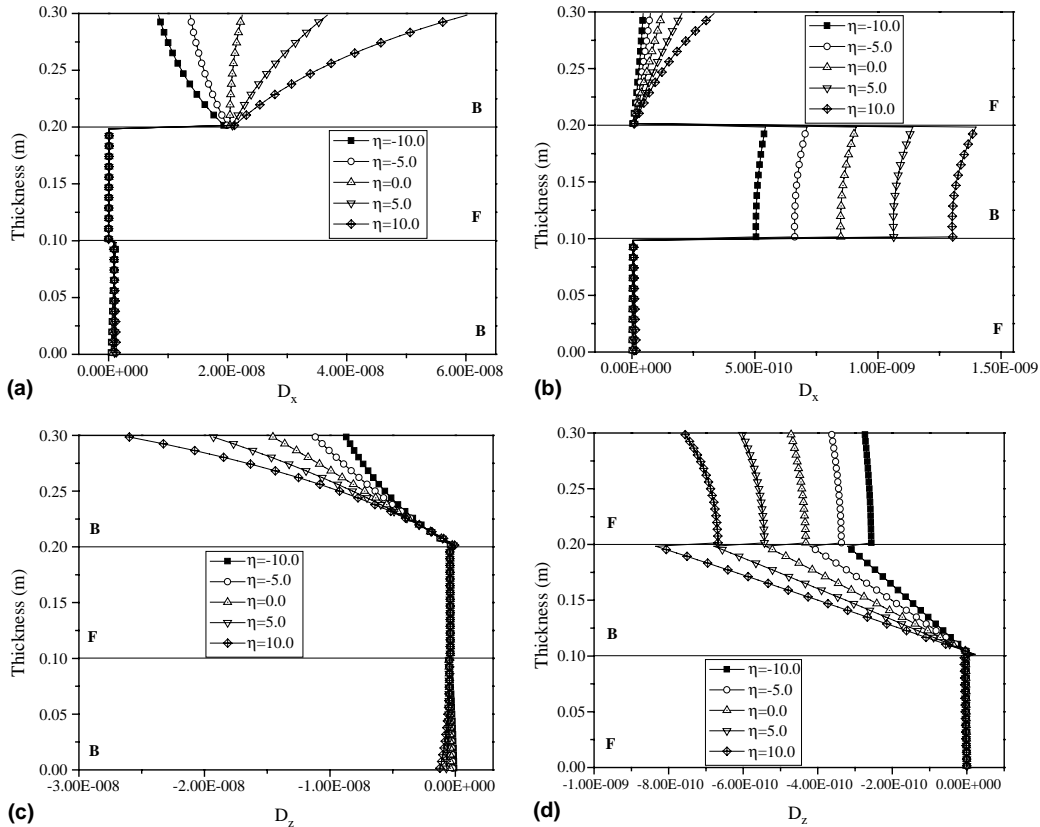 0.30
0.25
0.20
0.15
0.10
0.05
0.00
Thickness (m)
B
F
B
η=-10.0
η=-5.0
η=0.0
η=5.0
η=10.0
0.00E+000 2.00E-008 4.00E-008 6.00E-008
(a)
Dx
0.30
0.25
0.20
0.15
0.10
0.05
0.00
Thickness (m)
η=-10.0
η=-5.0
η=0.0
η=5.0
η=10.0
F
B
F
0.00E+000 5.00E-010 1.00E-009 1.50E-009
(b)
Dx
0.30
0.25
0.20
0.15
0.10
0.05
0.00
Thickness (m)
B
F
B
η=-10.0
η=-5.0
η=0.0
η=5.0
η=10.0
-3.00E-008 -2.00E-008 -1.00E-008 0.00E+000
(c)
Dz
0.30
0.25
0.20
0.15
0.10
0.05
0.00
Thickness (m)
F
B
F
η=-10.0
η=-5.0
η=0.0
η=5.0
η=10.0
-1.00E-009 -8.00E-010 -6.00E-010 -4.00E-010 -2.00E-010 0.00E+000
(d)
Dz